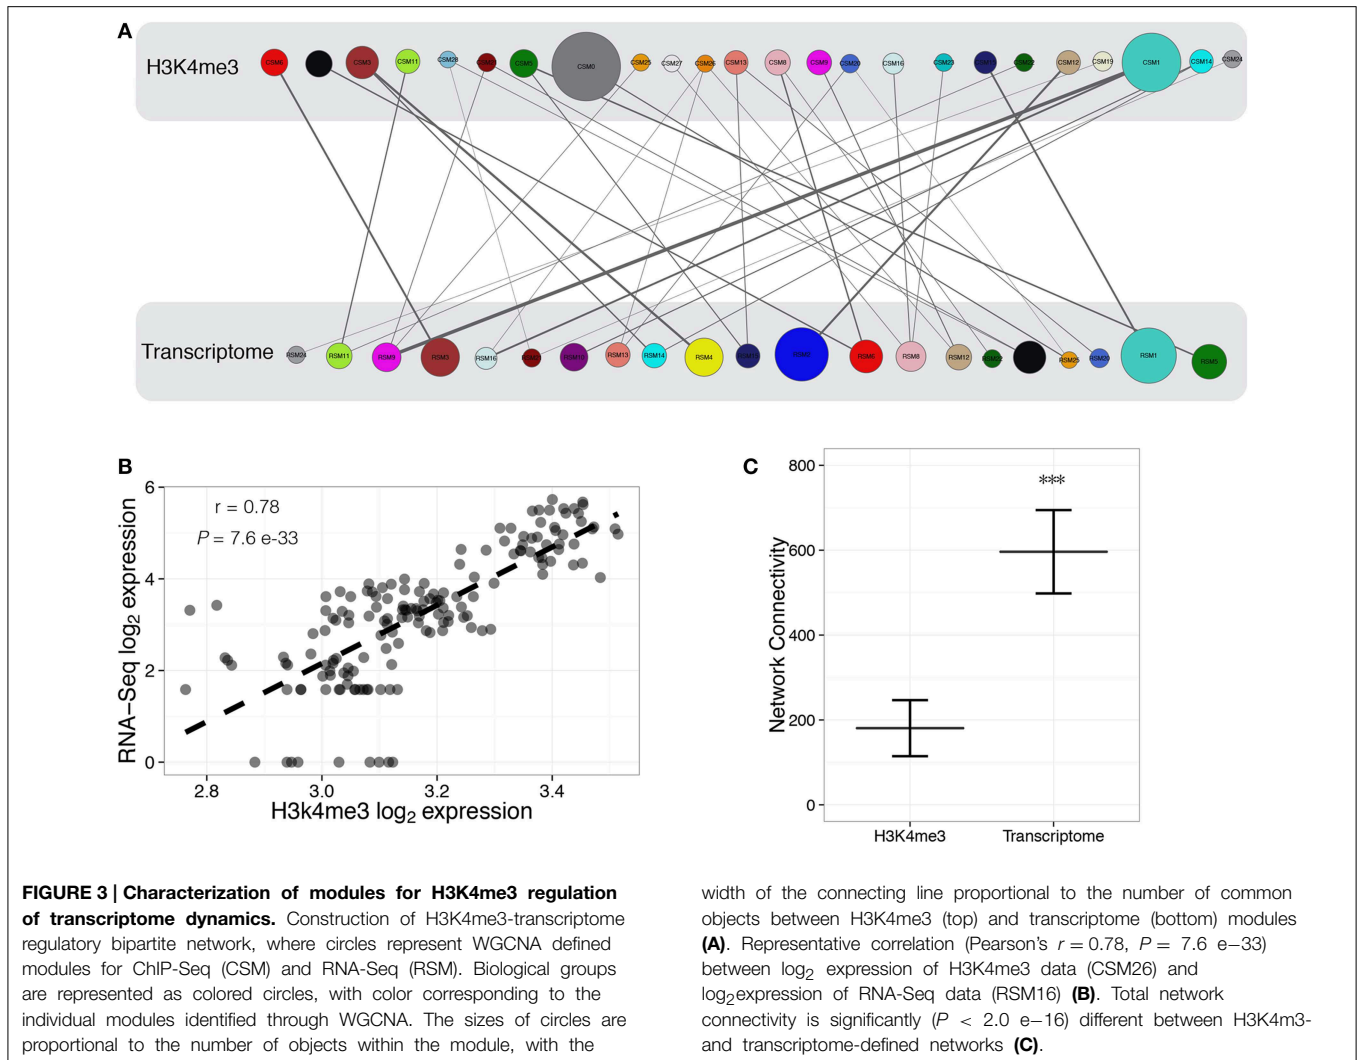 A
H3K4me3
CSM6
CSM3
CSM11
CSM28
CSM5
CSM0
CSM25
CSM27
CSM26
CSM13
CSM8
CSM9
CSM20
CSM16
CSM23
CSM22
CSM12
CSM19
CSM1
CSM14
CSM24
Transcriptome
RSM24
RSM11
RSM9
RSM3
RSM16
RSM10
RSM13
RSM14
RSM4
RSM6
RSM8
RSM12
RSM22
RSM25
RSM20
RSM1
RSM5
B
r = 0.78
P = 7.6 e-33
RNA–Seq log2 expression
6
4
2
0
2.8
3.0
3.2
3.4
H3k4me3 log2 expression
C
Network Connectivity
800
600
400
200
0
***
H3K4me3
Transcriptome
FIGURE 3 | Characterization of modules for H3K4me3 regulation
of transcriptome dynamics. Construction of H3K4me3-transcriptome
regulatory bipartite network, where circles represent WGCNA defined
modules for ChIP-Seq (CSM) and RNA-Seq (RSM). Biological groups
are represented as colored circles, with color corresponding to the
individual modules identified through WGCNA. The sizes of circles are
proportional to the number of objects within the module, with the
width of the connecting line proportional to the number of common
objects between H3K4me3 (top) and transcriptome (bottom) modules
(A). Representative correlation (Pearson's r = 0.78, P = 7.6 e−33)
between log2 expression of H3K4me3 data (CSM26) and
log2expression of RNA-Seq data (RSM16) (B). Total network
connectivity is significantly (P < 2.0 e−16) different between H3K4m3-
and transcriptome-defined networks (C).